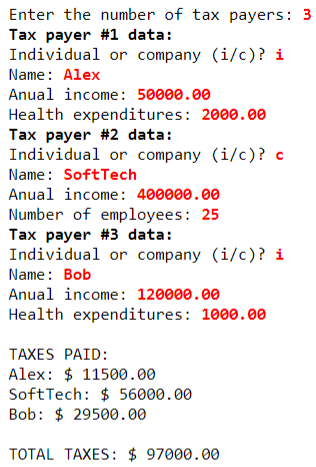 Enter the number of tax payers: 3
Tax payer #1 data:
Individual or company (i/c)? i
Name: Alex
Anual income: 50000.00
Health expenditures: 2000.00
Tax payer #2 data:
Individual or company (i/c)? c
Name: SoftTech
Anual income: 400000.00
Number of employees: 25
Tax payer #3 data:
Individual or company (i/c)? i
Name: Bob
Anual income: 120000.00
Health expenditures: 1000.00
TAXES PAID:
Alex: $ 11500.00
SoftTech: $ 56000.00
Bob: $ 29500.00
TOTAL TAXES: $ 97000.00